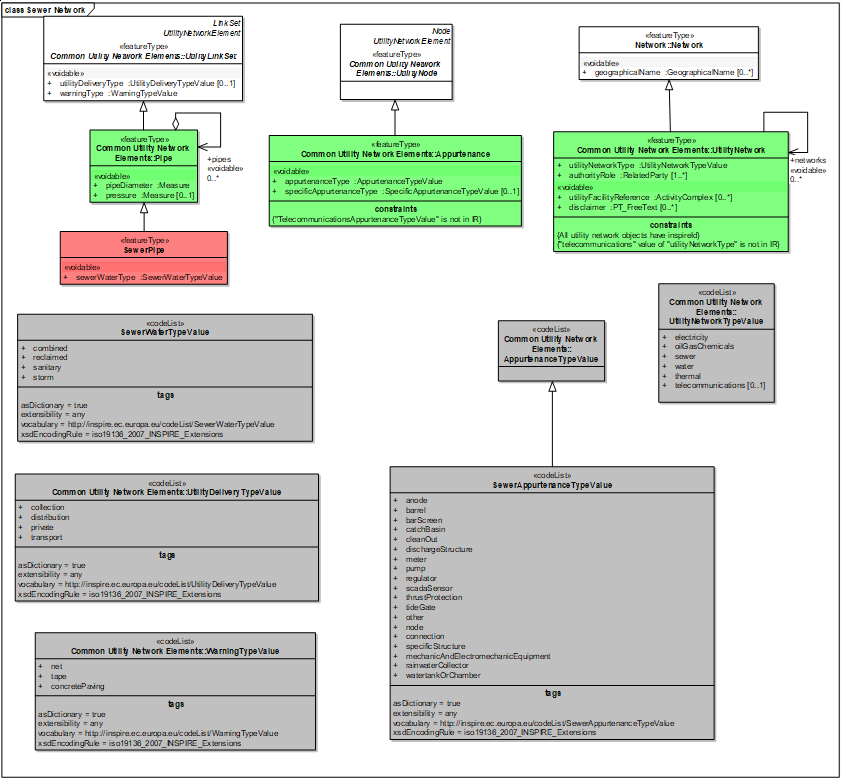 class Sewer Network
LinkSet
UtilityNetworkElement
«featureType»
Common Utility Network Elements::UtilityLinkSet
«voidable»
+ utilityDeliveryType :UtilityDeliveryTypeValue [0..1]
+ warningType :WarningTypeValue
Node
UtilityNetworkElement
«featureType»
Common Utility Network
Elements::UtilityNode
«featureType»
Network::Network
«voidable»
+ geographicalName :GeographicalName [0..*]
«featureType»
Common Utility Network
Elements::Pipe
«voidable»
+ pipeDiameter :Measure
+ pressure :Measure [0..1]
+pipes
«voidable»
0..*
«featureType»
Common Utility Network Elements::Appurtenance
«voidable»
+ appurtenanceType :AppurtenanceTypeValue
+ specificAppurtenanceType :SpecificAppurtenanceTypeValue [0..1]
constraints
{"TelecommunicationsAppurtenanceTypeValue" is not in IR}
«featureType»
Common Utility Network Elements::UtilityNetwork
+ utilityNetworkType :UtilityNetworkTypeValue
+ authorityRole :RelatedParty [1..*]
«voidable»
+ utilityFacilityReference :ActivityComplex [0..*]
+ disclaimer :PT_FreeText [0..*]
constraints
{All utility network objects have inspireId}
{"telecommunications" value of "utilityNetworkType" is not in IR}
+networks
«voidable»
0..*
«featureType»
SewerPipe
«voidable»
+ sewerWaterType :SewerWaterTypeValue
«codeList»
SewerWaterTypeValue
+ combined
+ reclaimed
+ sanitary
+ storm
tags
asDictionary = true
extensibility = any
vocabulary = http://inspire.ec.europa.eu/codeList/SewerWaterTypeValue
xsdEncodingRule = iso19136_2007_INSPIRE_Extensions
«codeList»
Common Utility Network
Elements::
AppurtenanceTypeValue
«codeList»
Common Utility Network
Elements::
UtilityNetworkTypeValue
+ electricity
+ oilGasChemicals
+ sewer
+ water
+ thermal
+ telecommunications [0..1]
«codeList»
Common Utility Network Elements::UtilityDeliveryTypeValue
+ collection
+ distribution
+ private
+ transport
tags
asDictionary = true
extensibility = any
vocabulary = http://inspire.ec.europa.eu/codeList/UtilityDeliveryTypeValue
xsdEncodingRule = iso19136_2007_INSPIRE_Extensions
«codeList»
SewerAppurtenanceTypeValue
+ anode
+ barrel
+ barScreen
+ catchBasin
+ cleanOut
+ dischargeStructure
+ meter
+ pump
+ regulator
+ scadaSensor
+ thrustProtection
+ tideGate
+ other
+ node
+ connection
+ specificStructure
+ mechanicAndElectromechanicEquipment
+ rainwaterCollector
+ watertankOrChamber
tags
asDictionary = true
extensibility = any
vocabulary = http://inspire.ec.europa.eu/codeList/SewerAppurtenanceTypeValue
xsdEncodingRule = iso19136_2007_INSPIRE_Extensions
«codeList»
Common Utility Network Elements::WarningTypeValue
+ net
+ tape
+ concretePaving
tags
asDictionary = true
extensibility = any
vocabulary = http://inspire.ec.europa.eu/codeList/WarningTypeValue
xsdEncodingRule = iso19136_2007_INSPIRE_Extensions